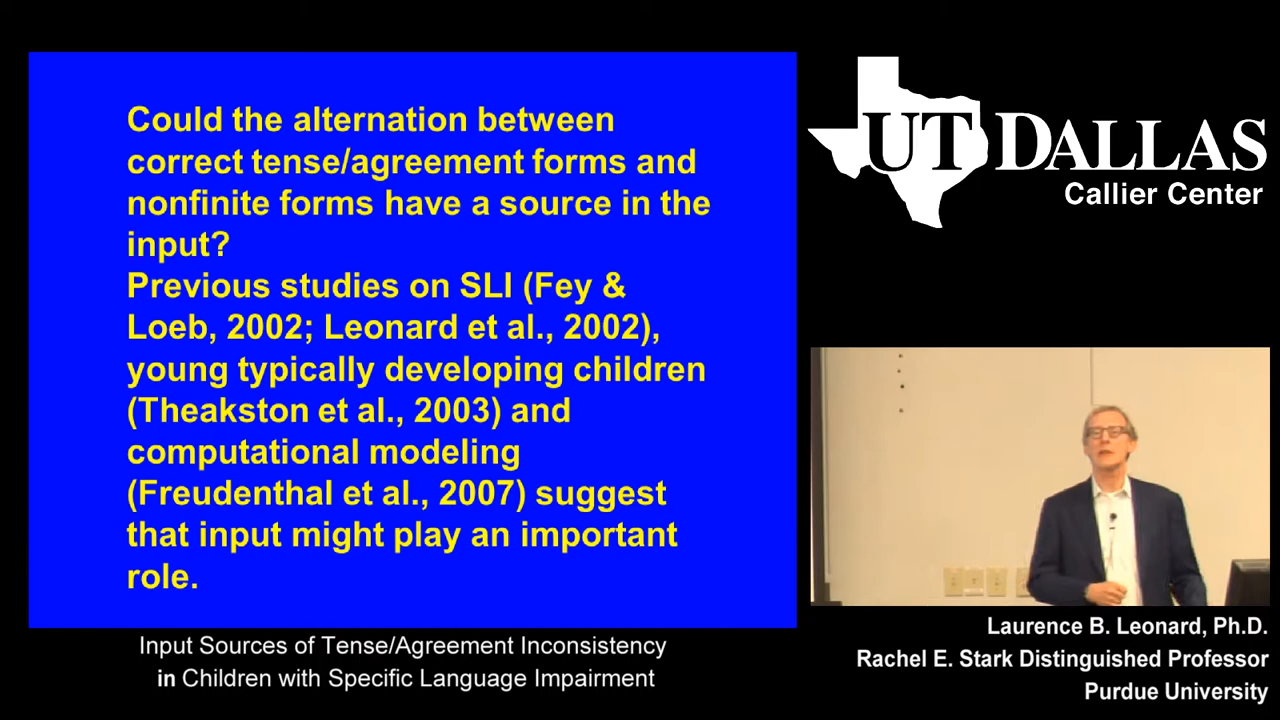 Could the alternation between
correct tense/agreement forms and
nonfinite forms have a source in the
input?
Previous studies on SLI (Fey &
Loeb, 2002; Leonard et al., 2002),
young typically developing children
(Theakston et al., 2003) and
computational modeling
(Freudenthal et al., 2007) suggest
that input might play an important
role.
UT DALLAS
Callier Center
Input Sources of Tense/Agreement Inconsistency
in Children with Specific Language Impairment
Laurence B. Leonard, Ph.D.
Rachel E. Stark Distinguished Professor
Purdue University